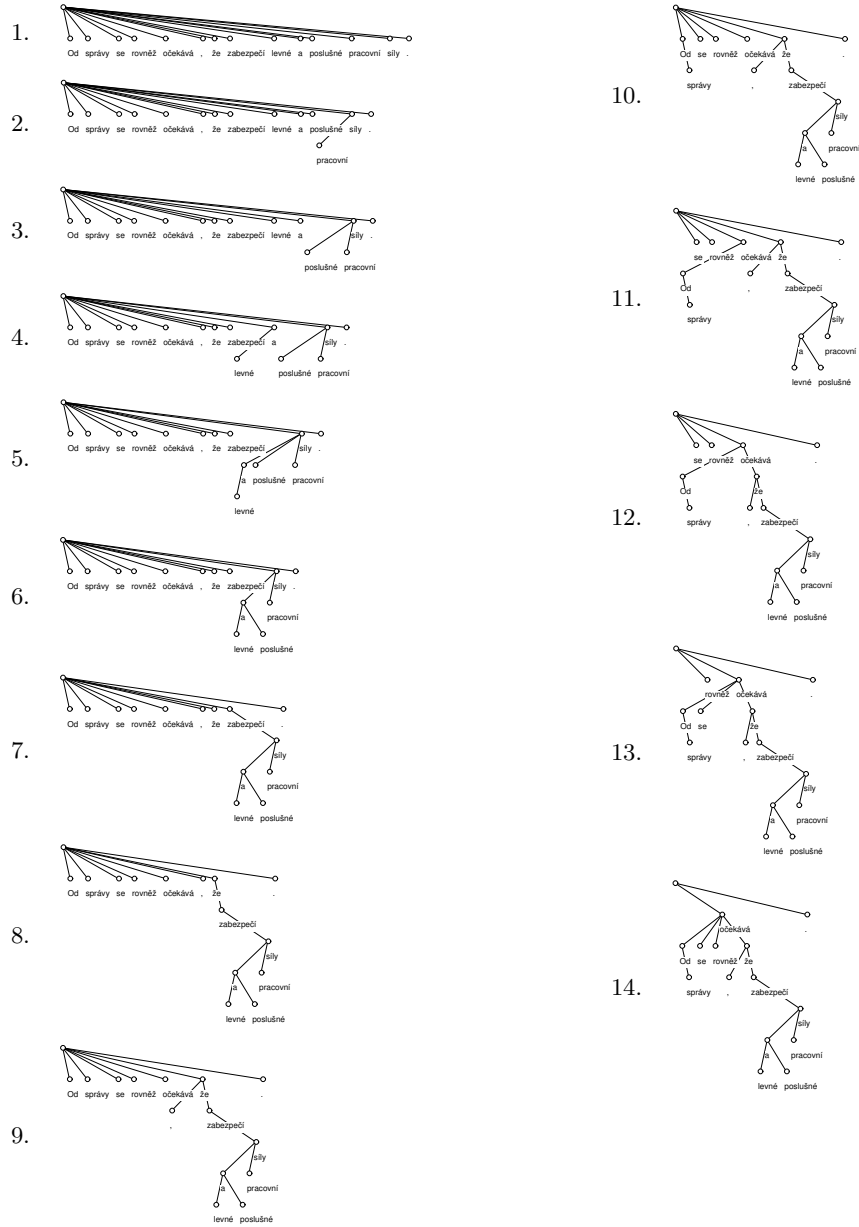 1.
Od správy se rovněž očekává , že zabezpečí levné a poslušné pracovní síly .
2.
Od správy se rovněž očekává , že zabezpečí levné a poslušné síly .
pracovní
3.
Od správy se rovněž očekává , že zabezpečí levné a síly .
poslušné pracovní
4.
Od správy se rovněž očekává , že zabezpečí a síly .
levné poslušné pracovní
5.
Od správy se rovněž očekává , že zabezpečí síly .
a poslušné pracovní
levné
6.
Od správy se rovněž očekává , že zabezpečí síly .
a pracovní
levné poslušné
7.
Od správy se rovněž očekává , že zabezpečí .
síly
a pracovní
levné poslušné
8.
Od správy se rovněž očekává , že .
zabezpečí
síly
a pracovní
levné poslušné
9.
Od správy se rovněž očekává že .
, zabezpečí
síly
a pracovní
levné poslušné
10.
Od se rovněž očekává že .
správy , zabezpečí
síly
a pracovní
levné poslušné
11.
se rovněž očekává že .
Od , zabezpečí
správy síly
a pracovní
levné poslušné
12.
se rovněž očekává .
Od že
správy , zabezpečí
síly
a pracovní
levné poslušné
13.
rovněž očekává .
Od se že
správy , zabezpečí
síly
a pracovní
levné poslušné
14.
očekává .
Od se rovněž že
správy , zabezpečí
síly
a pracovní
levné poslušné